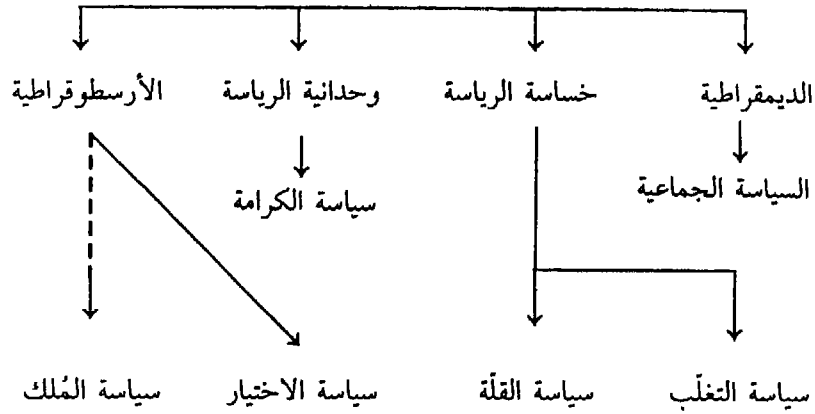 الديمقراطية خساسة الرياسة وحدانية الرياسة الأرسطوقراطية
السياسة الجماعية سياسة الكرامة
سياسة التغلّب سياسة القلّة سياسة الاختيار سياسة المُلك